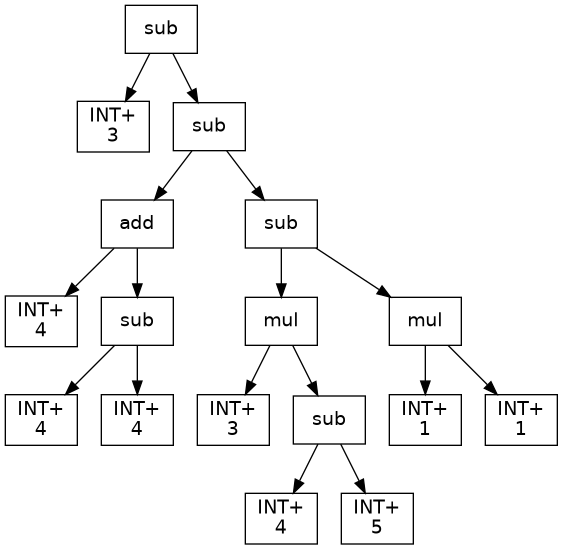 sub
INT+
3
sub
add
sub
INT+
4
sub
mul
mul
INT+
4
INT+
4
INT+
3
sub
INT+
1
INT+
1
INT+
4
INT+
5